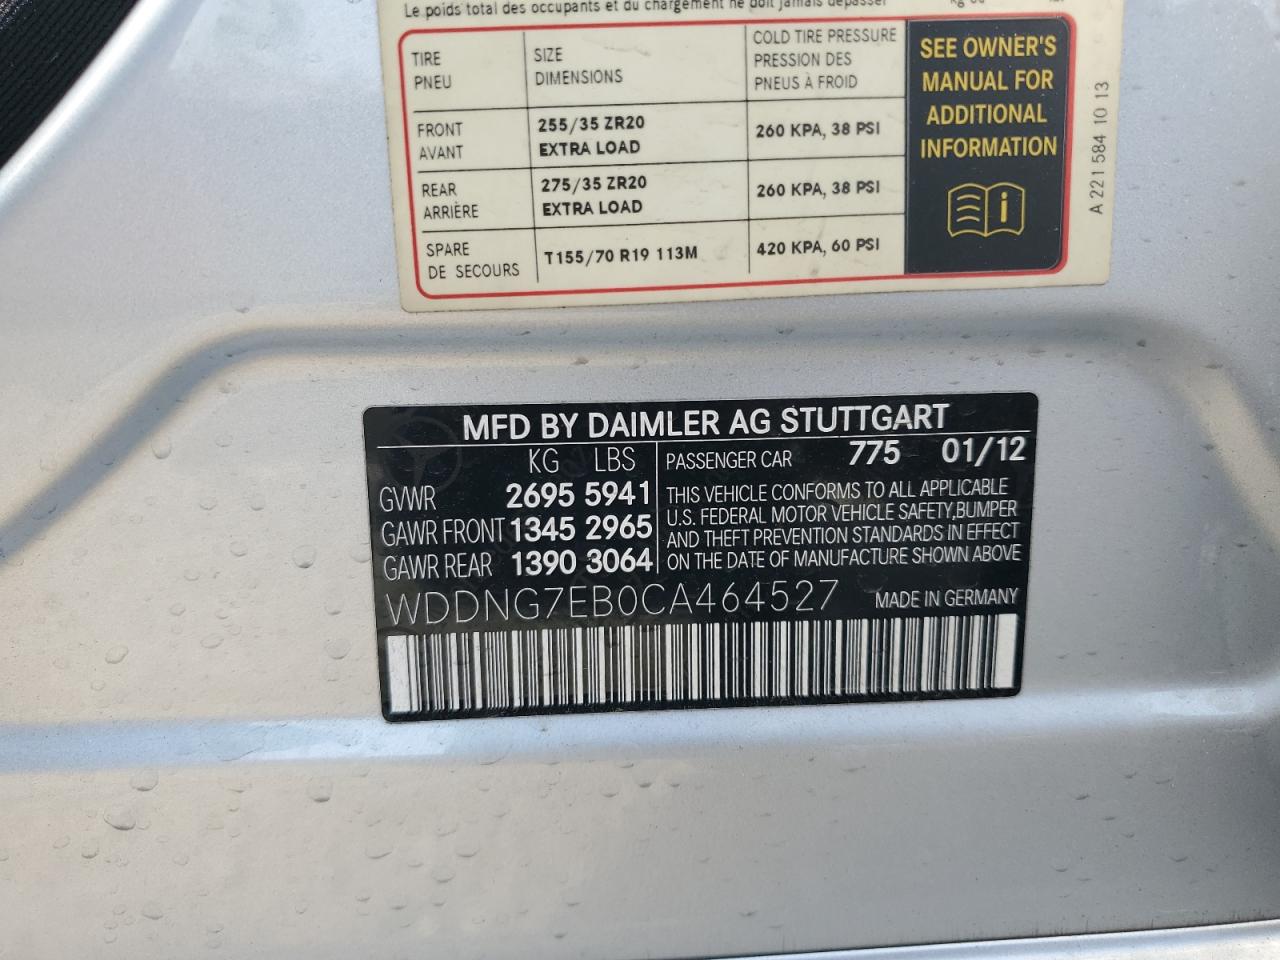 Le poids total des occupants et du chargement ne doit jamais dépasser
TIRE SIZE COLD TIRE PRESSURE
PNEU DIMENSIONS PRESSION DES
PNEUS À FROID
FRONT 255/35 ZR20 260 KPA, 38 PSI
AVANT EXTRA LOAD
REAR 275/35 ZR20 260 KPA, 38 PSI
ARRIÈRE EXTRA LOAD
SPARE T155/70 R19 113M 420 KPA, 60 PSI
DE SECOURS
SEE OWNER'S
MANUAL FOR
ADDITIONAL
INFORMATION
A 221 584 10 13
MFD BY DAIMLER AG STUTTGART
KG LBS PASSENGER CAR 775 01/12
GVWR 2695 5941
GAWR FRONT 1345 2965
GAWR REAR 1390 3064
THIS VEHICLE CONFORMS TO ALL APPLICABLE
U.S. FEDERAL MOTOR VEHICLE SAFETY,BUMPER
AND THEFT PREVENTION STANDARDS IN EFFECT
ON THE DATE OF MANUFACTURE SHOWN ABOVE
WDDNG7EB0CA464527 MADE IN GERMANY